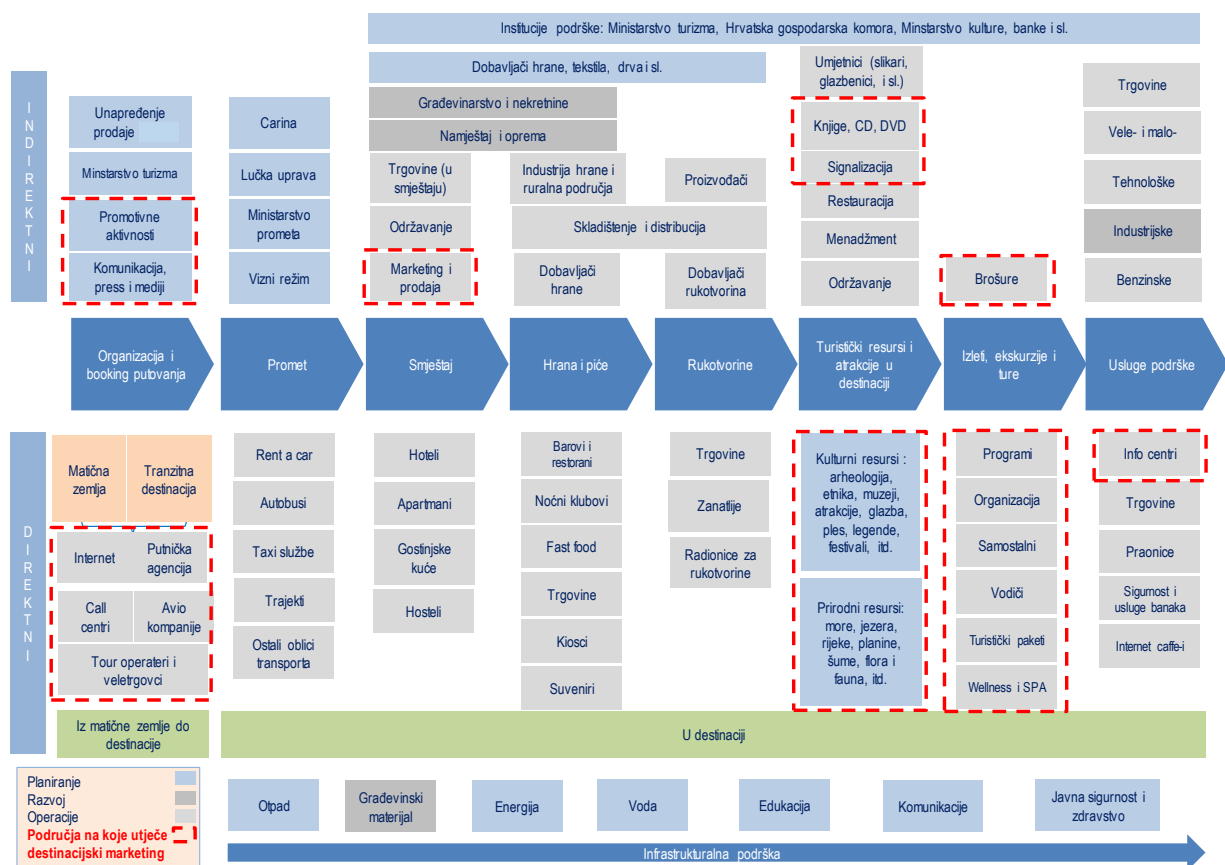 Institucije podrške: Ministarstvo turizma, Hrvatska gospodarska komora, Minstarstvo kulture, banke i sl.
Dobavljači hrane, tekstila, drva i sl.
Građevinarstvo i nekretnine
Namještaj i oprema
INDIREKTNI
Unapređenje
prodaje
Minstarstvo turizma
Promotivne
aktivnosti
Komunikacija,
press i mediji
Carina
Lučka uprava
Ministarstvo
prometa
Vizni režim
Trgovine (u
smještaju)
Održavanje
Marketing i
prodaja
Industrija hrane i
ruralna područja
Proizvođači
Skladištenje i distribucija
Dobavljači
hrane
Dobavljači
rukotvorina
Umjetnici (slikari,
glazbenici, i sl.)
Knjige, CD, DVD
Signalizacija
Restauracija
Menadžment
Održavanje
Brošure
Trgovine
Vele- i malo-
Tehnološke
Industrijske
Benzinske
Organizacija i
booking putovanja
Promet
Smještaj
Hrana i piće
Rukotvorine
Turistički resursi i
atrakcije u
destinaciji
Izleti, ekskurzije i
ture
Usluge podrške
DIREKTNI
Matična
zemlja
Tranzitna
destinacija
Internet
Putnička
agencija
Call
centri
Avio
kompanije
Tour operateri i
veletrgovci
Rent a car
Autobusi
Taxi službe
Trajekti
Ostali oblici
transporta
Hoteli
Apartmani
Gostinjske
kuće
Hosteli
Barovi i
restorani
Noćni klubovi
Fast food
Trgovine
Kiosci
Suveniri
Trgovine
Zanatlije
Radionice za
rukotvorine
Kulturni resursi :
arheologija,
etnika, muzeji,
atrakcije, glazba,
ples, legende,
festivali, itd.
Prirodni resursi:
more, jezera,
rijeke, planine,
šume, flora i
fauna, itd.
Programi
Organizacija
Samostalni
Vodiči
Turistički paketi
Wellness i SPA
Info centri
Trgovine
Praonice
Sigurnost i
usluge banaka
Internet caffe-i
Iz matične zemlje do
destinacije
U destinaciji
Planiranje
Razvoj
Operacije
Područja na koje utječe
destinacijski marketing
Otpad
Građevinski
materijal
Energija
Voda
Edukacija
Komunikacije
Javna sigurnost i
zdravstvo
Infrastrukturalna podrška